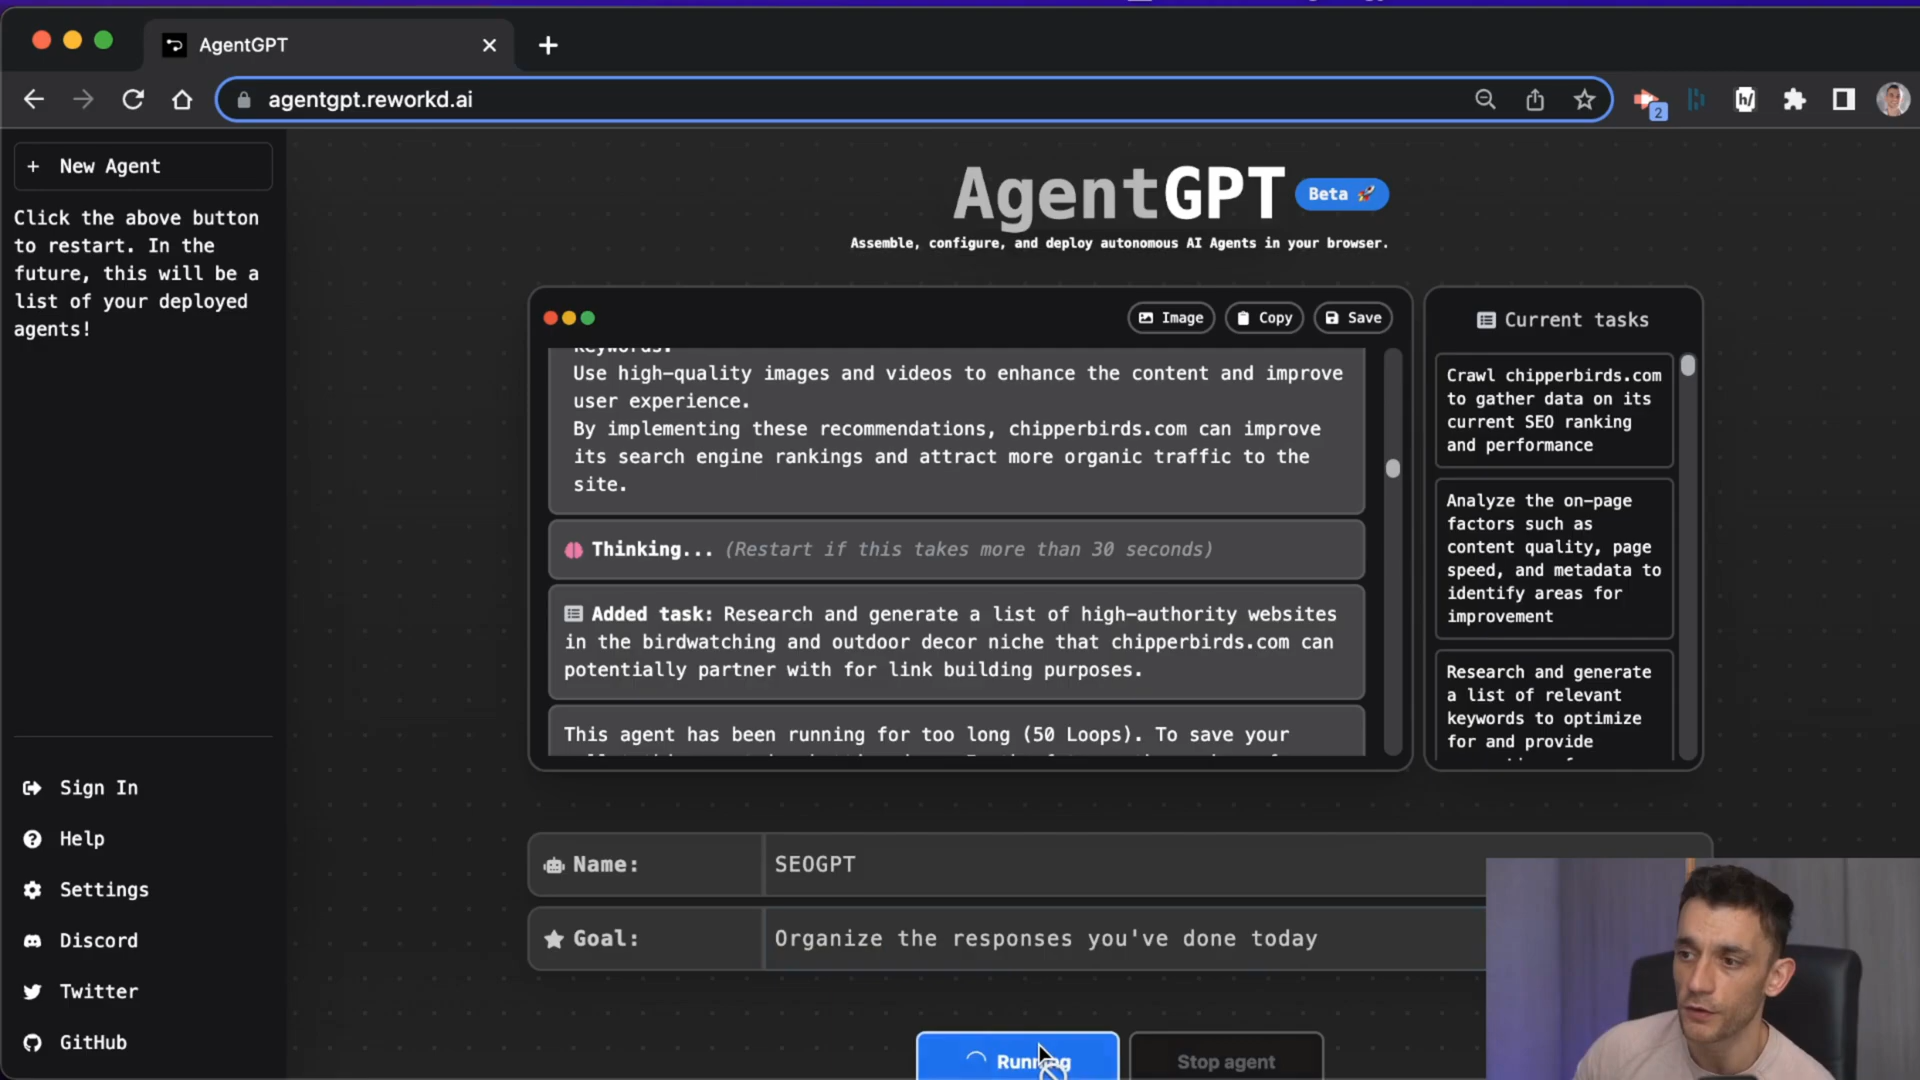 AgentGPT
agentgpt.reworkd.ai
2
h/
+ New Agent
Click the above button
to restart. In the
future, this will be a
list of your deployed
agents!
Sign In
Help
Settings
Discord
Twitter
GitHub
AgentGPT Beta 🚀
Assemble, configure, and deploy autonomous AI Agents in your browser.
Image Copy Save
keywords.
Use high-quality images and videos to enhance the content and improve
user experience.
By implementing these recommendations, chipperbirds.com can improve
its search engine rankings and attract more organic traffic to the
site.
Thinking... (Restart if this takes more than 30 seconds)
Added task: Research and generate a list of high-authority websites
in the birdwatching and outdoor decor niche that chipperbirds.com can
potentially partner with for link building purposes.
This agent has been running for too long (50 Loops). To save your
Current tasks
Crawl chipperbirds.com
to gather data on its
current SEO ranking
and performance
Analyze the on-page
factors such as
content quality, page
speed, and metadata to
identify areas for
improvement
Research and generate
a list of relevant
keywords to optimize
for and provide
Name: SEOGPT
Goal: Organize the responses you've done today
Running
Stop agent